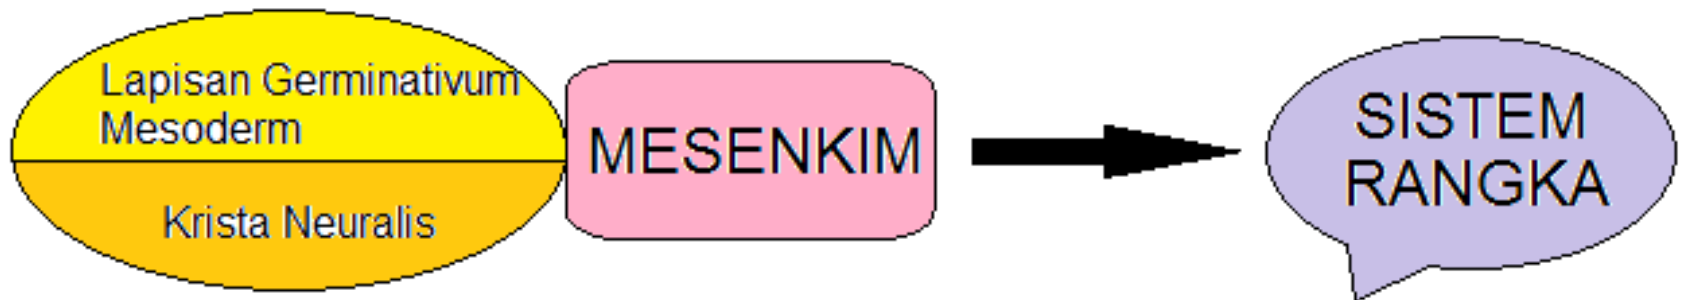 Lapisan Germinativum
Mesoderm
Krista Neuralis
MESENKIM
SISTEM
RANGKA